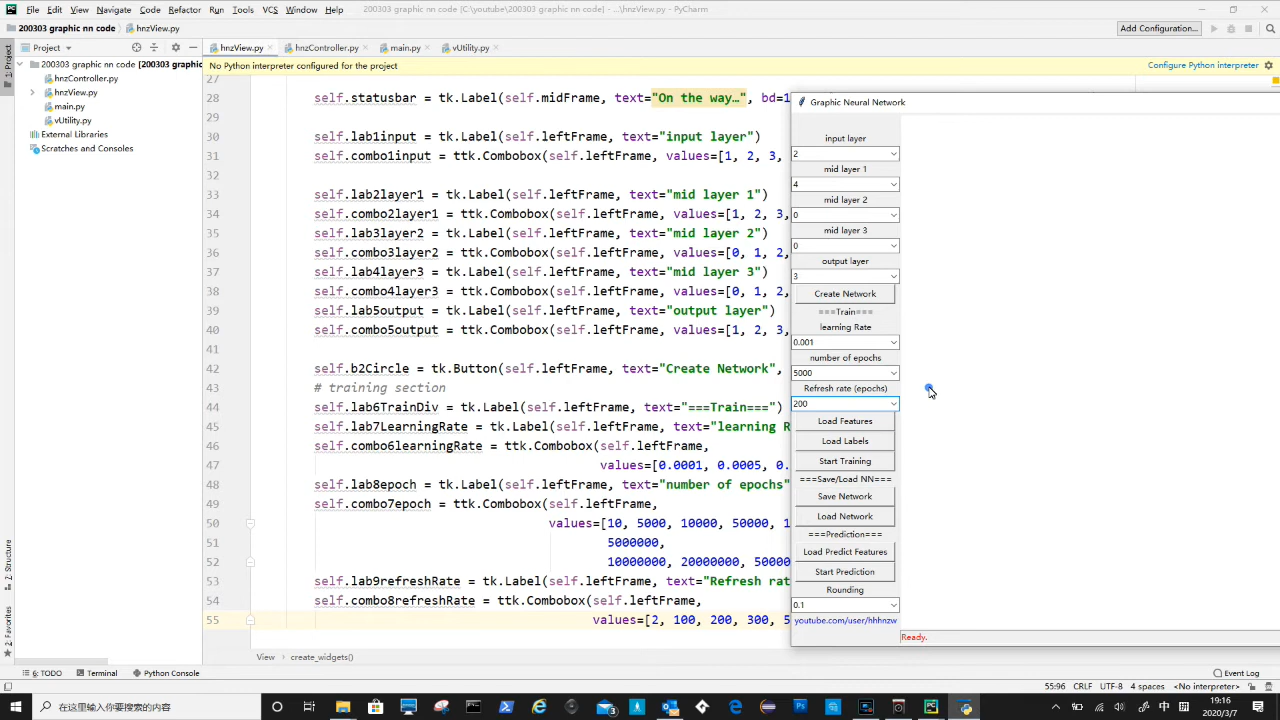 File Edit View Navigate Code Refactor Run Tools VCS Window Help 200303 graphic nn code [C:\youtube\200303 graphic nn code] - ...\hnzView.py - PyCharm
200303 graphic nn code hnzView.py Add Configuration...
Project hnzView.py hnzController.py main.py vUtility.py
200303 graphic nn code [200303 graphic
hnzController.py
hnzView.py
main.py
vUtility.py
External Libraries
Scratches and Consoles
1: Project
7: Structure
2: Favorites
No Python interpreter configured for the project Configure Python interpreter
27
28 self.statusbar = tk.Label(self.midFrame, text="On the way…", bd=1
29
30 self.lab1input = tk.Label(self.leftFrame, text="input layer")
31 self.combo1input = ttk.Combobox(self.leftFrame, values=[1, 2, 3,
32
33 self.lab2layer1 = tk.Label(self.leftFrame, text="mid layer 1")
34 self.combo2layer1 = ttk.Combobox(self.leftFrame, values=[1, 2, 3,
35 self.lab3layer2 = tk.Label(self.leftFrame, text="mid layer 2")
36 self.combo3layer2 = ttk.Combobox(self.leftFrame, values=[0, 1, 2,
37 self.lab4layer3 = tk.Label(self.leftFrame, text="mid layer 3")
38 self.combo4layer3 = ttk.Combobox(self.leftFrame, values=[0, 1, 2,
39 self.lab5output = tk.Label(self.leftFrame, text="output layer")
40 self.combo5output = ttk.Combobox(self.leftFrame, values=[1, 2, 3,
41
42 self.b2Circle = tk.Button(self.leftFrame, text="Create Network",
43 # training section
44 self.lab6TrainDiv = tk.Label(self.leftFrame, text="===Train===")
45 self.lab7LearningRate = tk.Label(self.leftFrame, text="learning R
46 self.combo6learningRate = ttk.Combobox(self.leftFrame,
47 values=[0.0001, 0.0005, 0.
48 self.lab8epoch = tk.Label(self.leftFrame, text="number of epochs"
49 self.combo7epoch = ttk.Combobox(self.leftFrame,
50 values=[10, 5000, 10000, 50000, 1
51 5000000,
52 10000000, 20000000, 50000
53 self.lab9refreshRate = tk.Label(self.leftFrame, text="Refresh rat
54 self.combo8refreshRate = ttk.Combobox(self.leftFrame,
55 values=[2, 100, 200, 300, 5
View create_widgets()
Graphic Neural Network
input layer
2
mid layer 1
4
mid layer 2
0
mid layer 3
0
output layer
3
Create Network
===Train===
learning Rate
0.001
number of epochs
5000
Refresh rate (epochs)
200
Load Features
Load Labels
Start Training
===Save/Load NN===
Save Network
Load Network
===Prediction===
Load Predict Features
Start Prediction
Rounding
0.1
youtube.com/user/hhhnzw
Ready.
6: TODO Terminal Python Console Event Log
55:96 CRLF UTF-8 4 spaces <No interpreter>
在这里输入你要搜索的内容 中 拼 19:16
2020/3/7